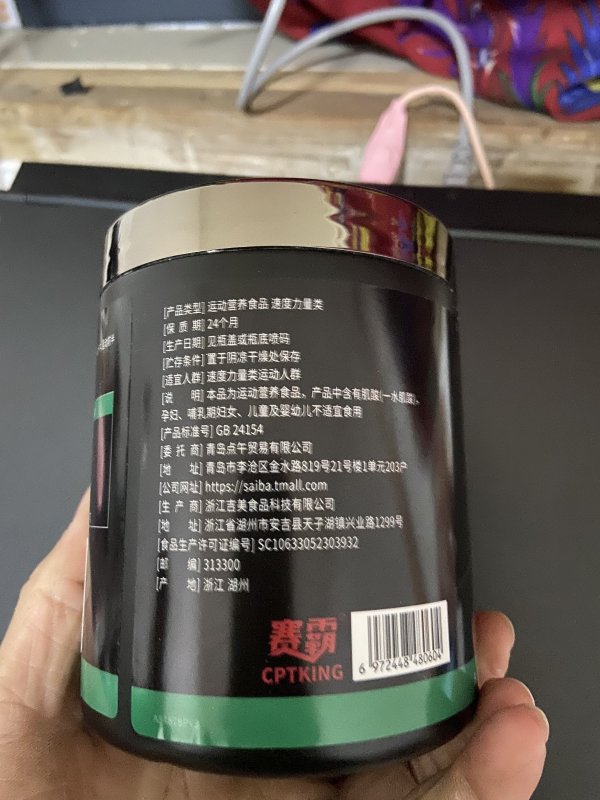 [产品类型] 运动营养食品 速度力量类
[保 质 期] 24个月
[生产日期] 见瓶盖或瓶底喷码
[贮存条件] 置于阴凉干燥处保存
[适宜人群] 速度力量类运动人群
[说 明] 本品为运动营养食品。产品中含有肌酸(一水肌酸)、
孕妇、哺乳期妇女、儿童及婴幼儿不适宜食用
[产品标准号] GB 24154
[委 托 商] 青岛点午贸易有限公司
[地 址] 青岛市李沧区金水路819号21号楼1单元203户
[公司网址] https://saiba.tmall.com
[生 产 商] 浙江吉美食品科技有限公司
[地 址] 浙江省湖州市安吉县天子湖镇兴业路1299号
[食品生产许可证编号] SC10633052303932
[邮 编] 313300
[产 地] 浙江 湖州
赛霸
CPTKING
6 972448 480604